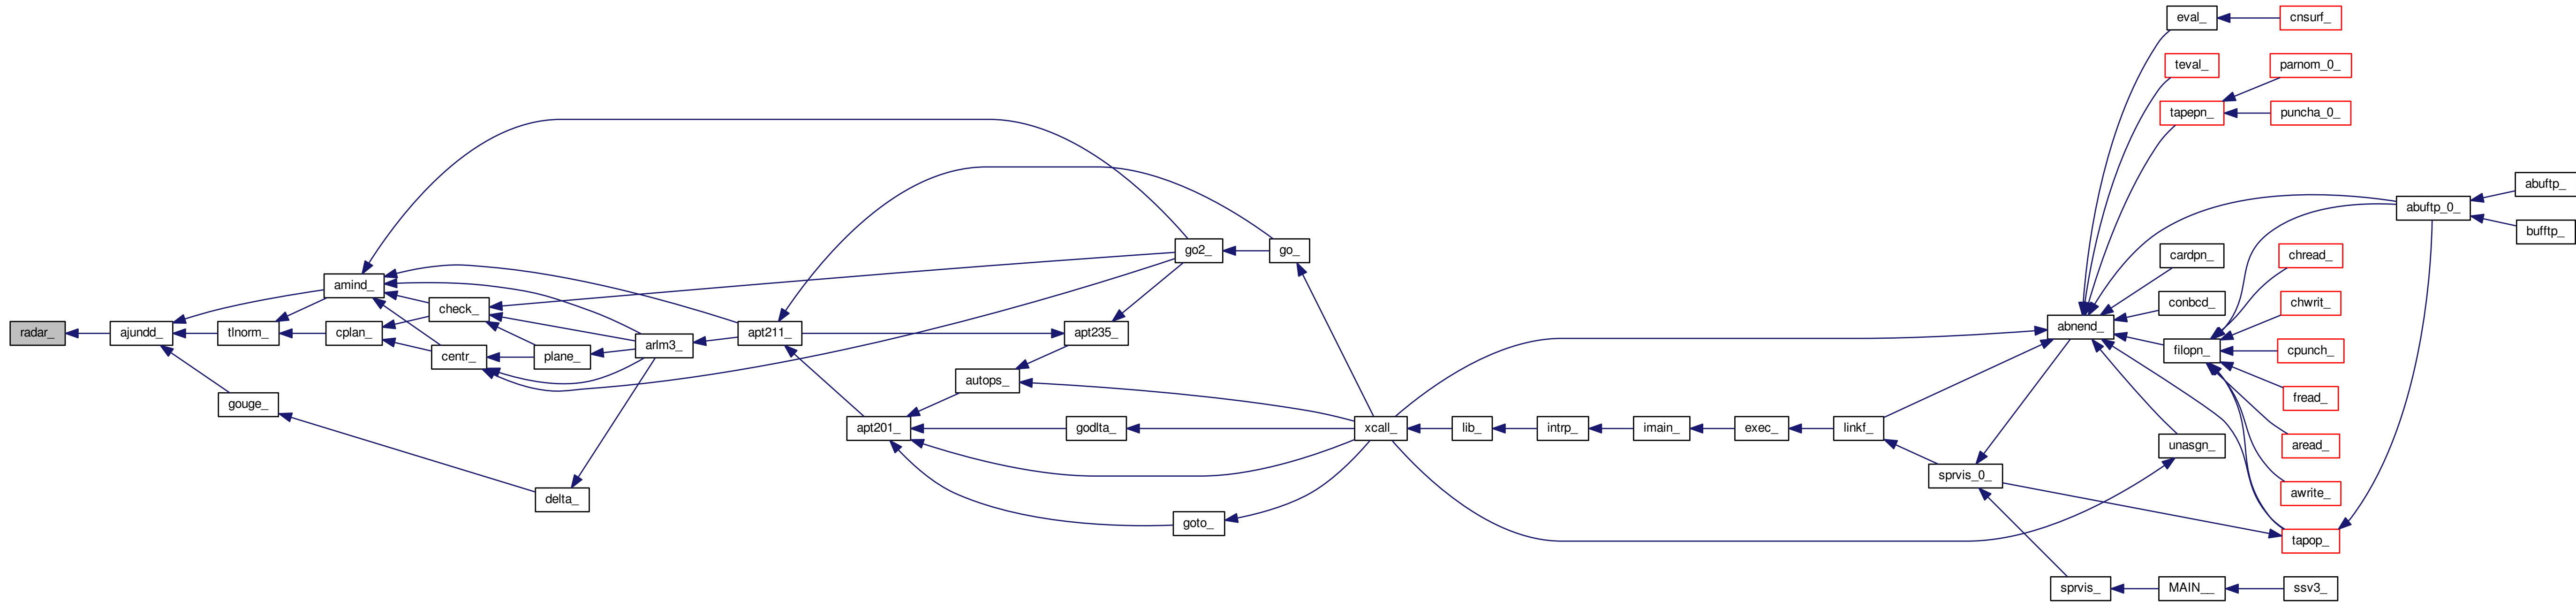 radar_
ajundd_
amind_
tlnorm_
gouge_
cplan_
check_
centr_
plane_
delta_
arlm3_
apt211_
apt201_
autops_
apt235_
godlta_
go2_
goto_
go_
xcall_
lib_
intrp_
imain_
exec_
linkf_
sprvis_0_
abnend_
sprvis_
eval_
teval_
tapepn_
cardpn_
conbcd_
filopn_
unasgn_
MAIN__
cnsurf_
parnom_0_
puncha_0_
chread_
chwrit_
cpunch_
fread_
aread_
awrite_
tapop_
ssv3_
abuftp_0_
abuftp_
bufftp_